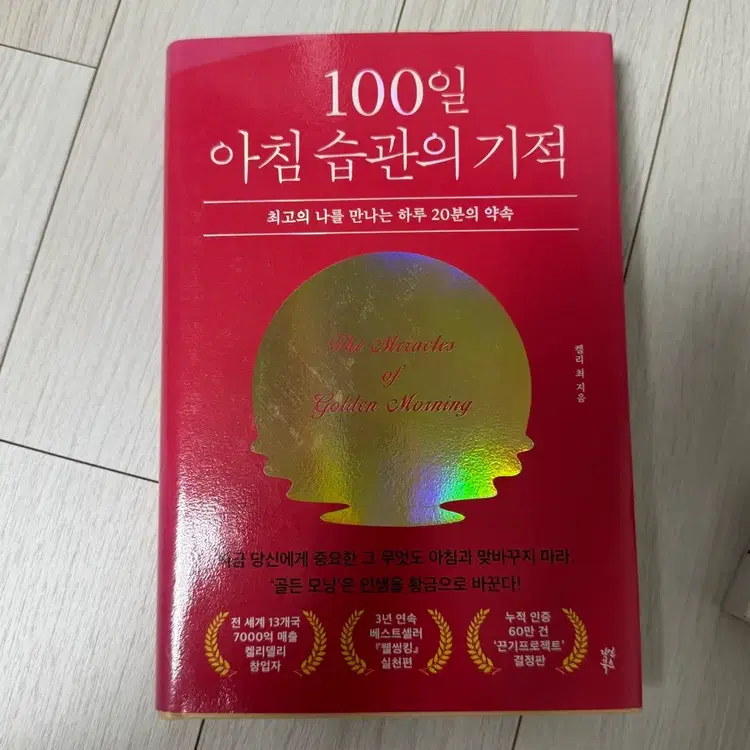 100일
아침 습관의 기적
최고의 나를 만나는 하루 20분의 약속
The Miracles
of
Golden Morning
켈리 최 지음
지금 당신에게 중요한 그 무엇도 아침과 맞바꾸지 마라.
‘골든 모닝’은 인생을 황금으로 바꾼다!
전 세계 13개국
7000억 매출
켈리델리
창업자
3년 연속
베스트셀러
『웰씽킹』
실천편
누적 인증
60만 건
‘끈기프로젝트’
결정판